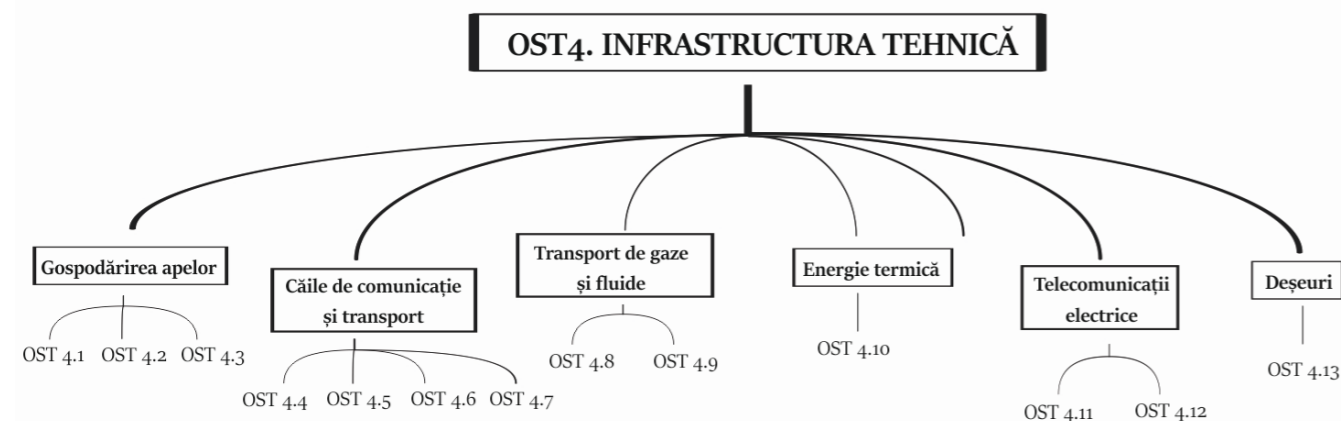 OST4. INFRASTRUCTURA TEHNICĂ
Gospodărirea apelor
OST 4.1
OST 4.2
OST 4.3
Căile de comunicație
și transport
OST 4.4
OST 4.5
OST 4.6
OST 4.7
Transport de gaze
și fluide
OST 4.8
OST 4.9
Energie termică
OST 4.10
Telecomunicații
electrice
OST 4.11
OST 4.12
Deșeuri
OST 4.13